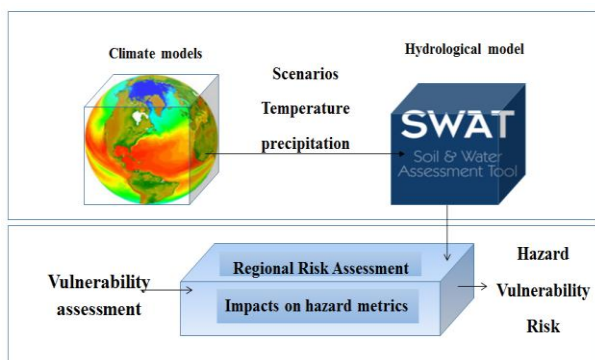 Climate models
Hydrological model
Scenarios
Temperature
precipitation
SWAT
Soil & Water
Assessment Tool
Regional Risk Assessment
Impacts on hazard metrics
Vulnerability
assessment
Hazard
Vulnerability
Risk